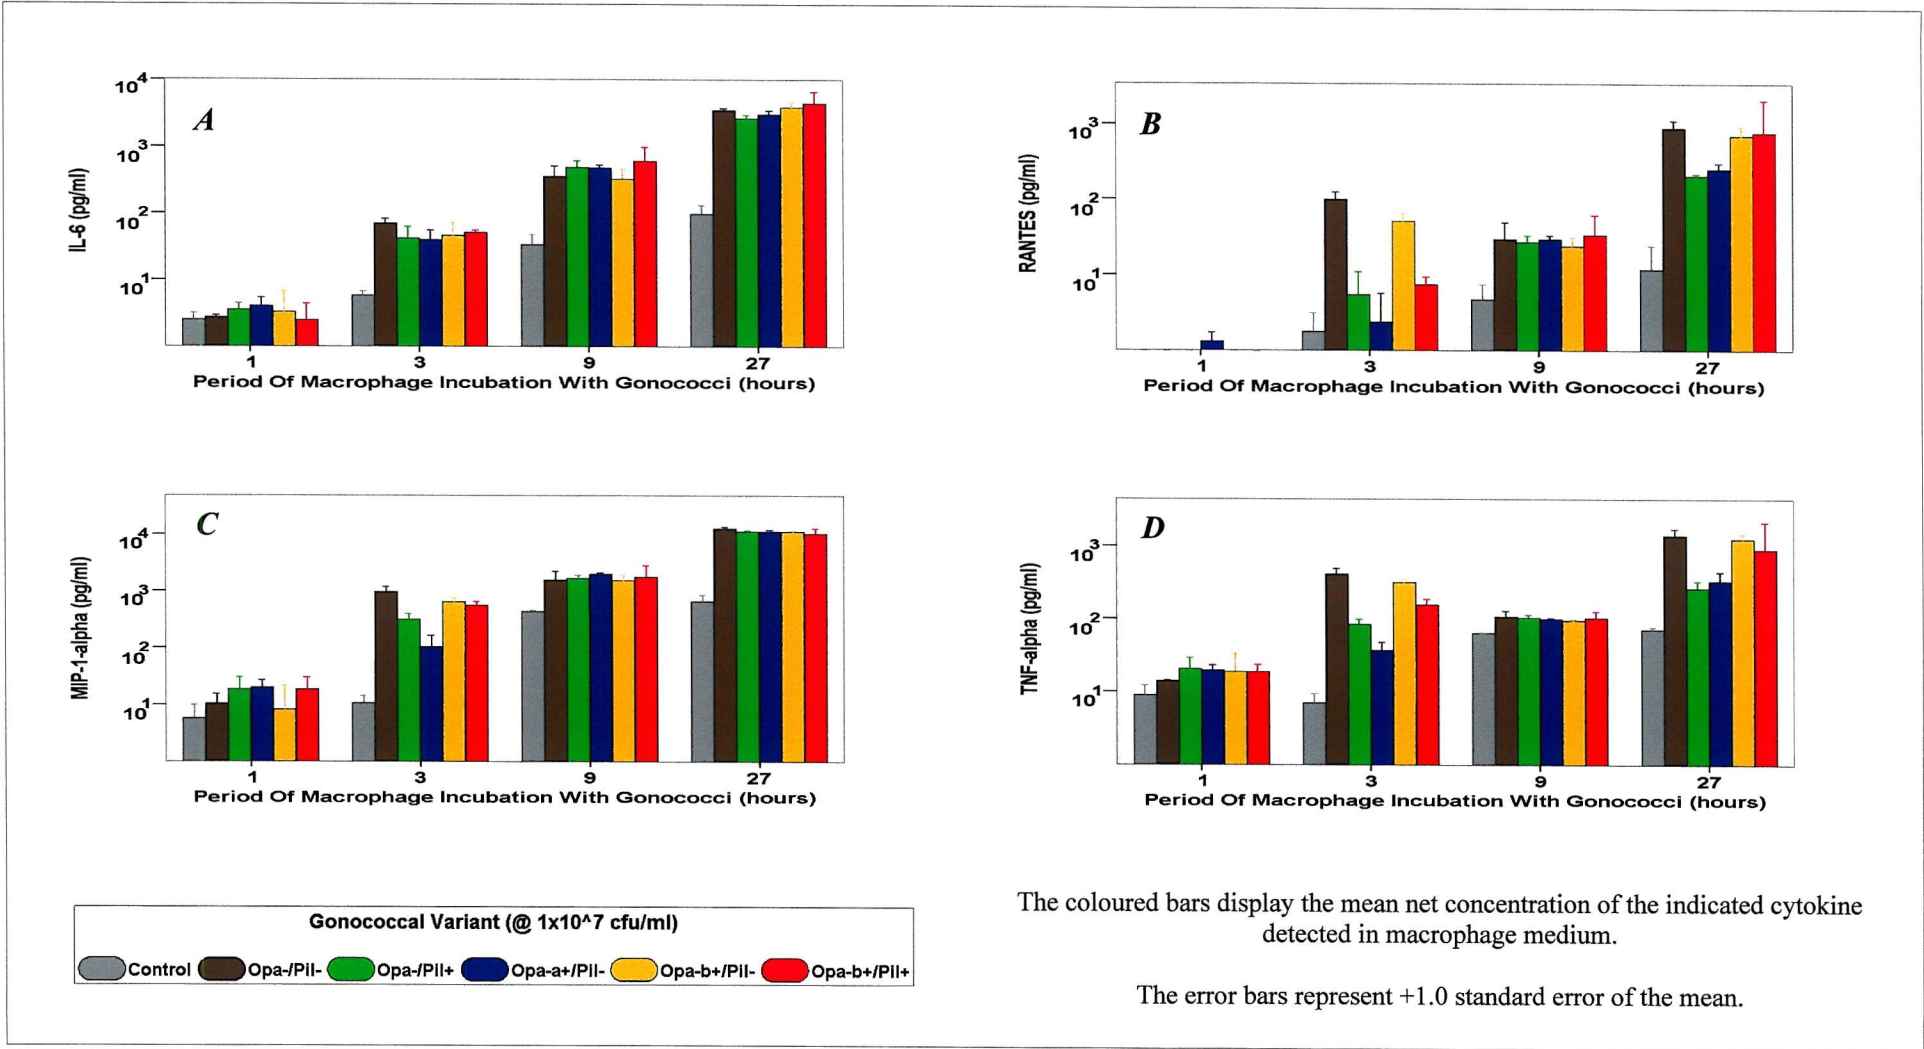 A
IL-6 (pg/ml)
10^4
10^3
10^2
10^1
1 3 9 27
Period Of Macrophage Incubation With Gonococci (hours)
B
RANTES (pg/ml)
10^3
10^2
10^1
1 3 9 27
Period Of Macrophage Incubation With Gonococci (hours)
C
MIP-1-alpha (pg/ml)
10^4
10^3
10^2
10^1
1 3 9 27
Period Of Macrophage Incubation With Gonococci (hours)
D
TNF-alpha (pg/ml)
10^3
10^2
10^1
1 3 9 27
Period Of Macrophage Incubation With Gonococci (hours)
Gonococcal Variant (@ 1x10^7 cfu/ml)
Control Opa-/Pil- Opa-/Pil+ Opa-a+/Pil- Opa-b+/Pil- Opa-b+/Pil+
The coloured bars display the mean net concentration of the indicated cytokine
detected in macrophage medium.
The error bars represent +1.0 standard error of the mean.